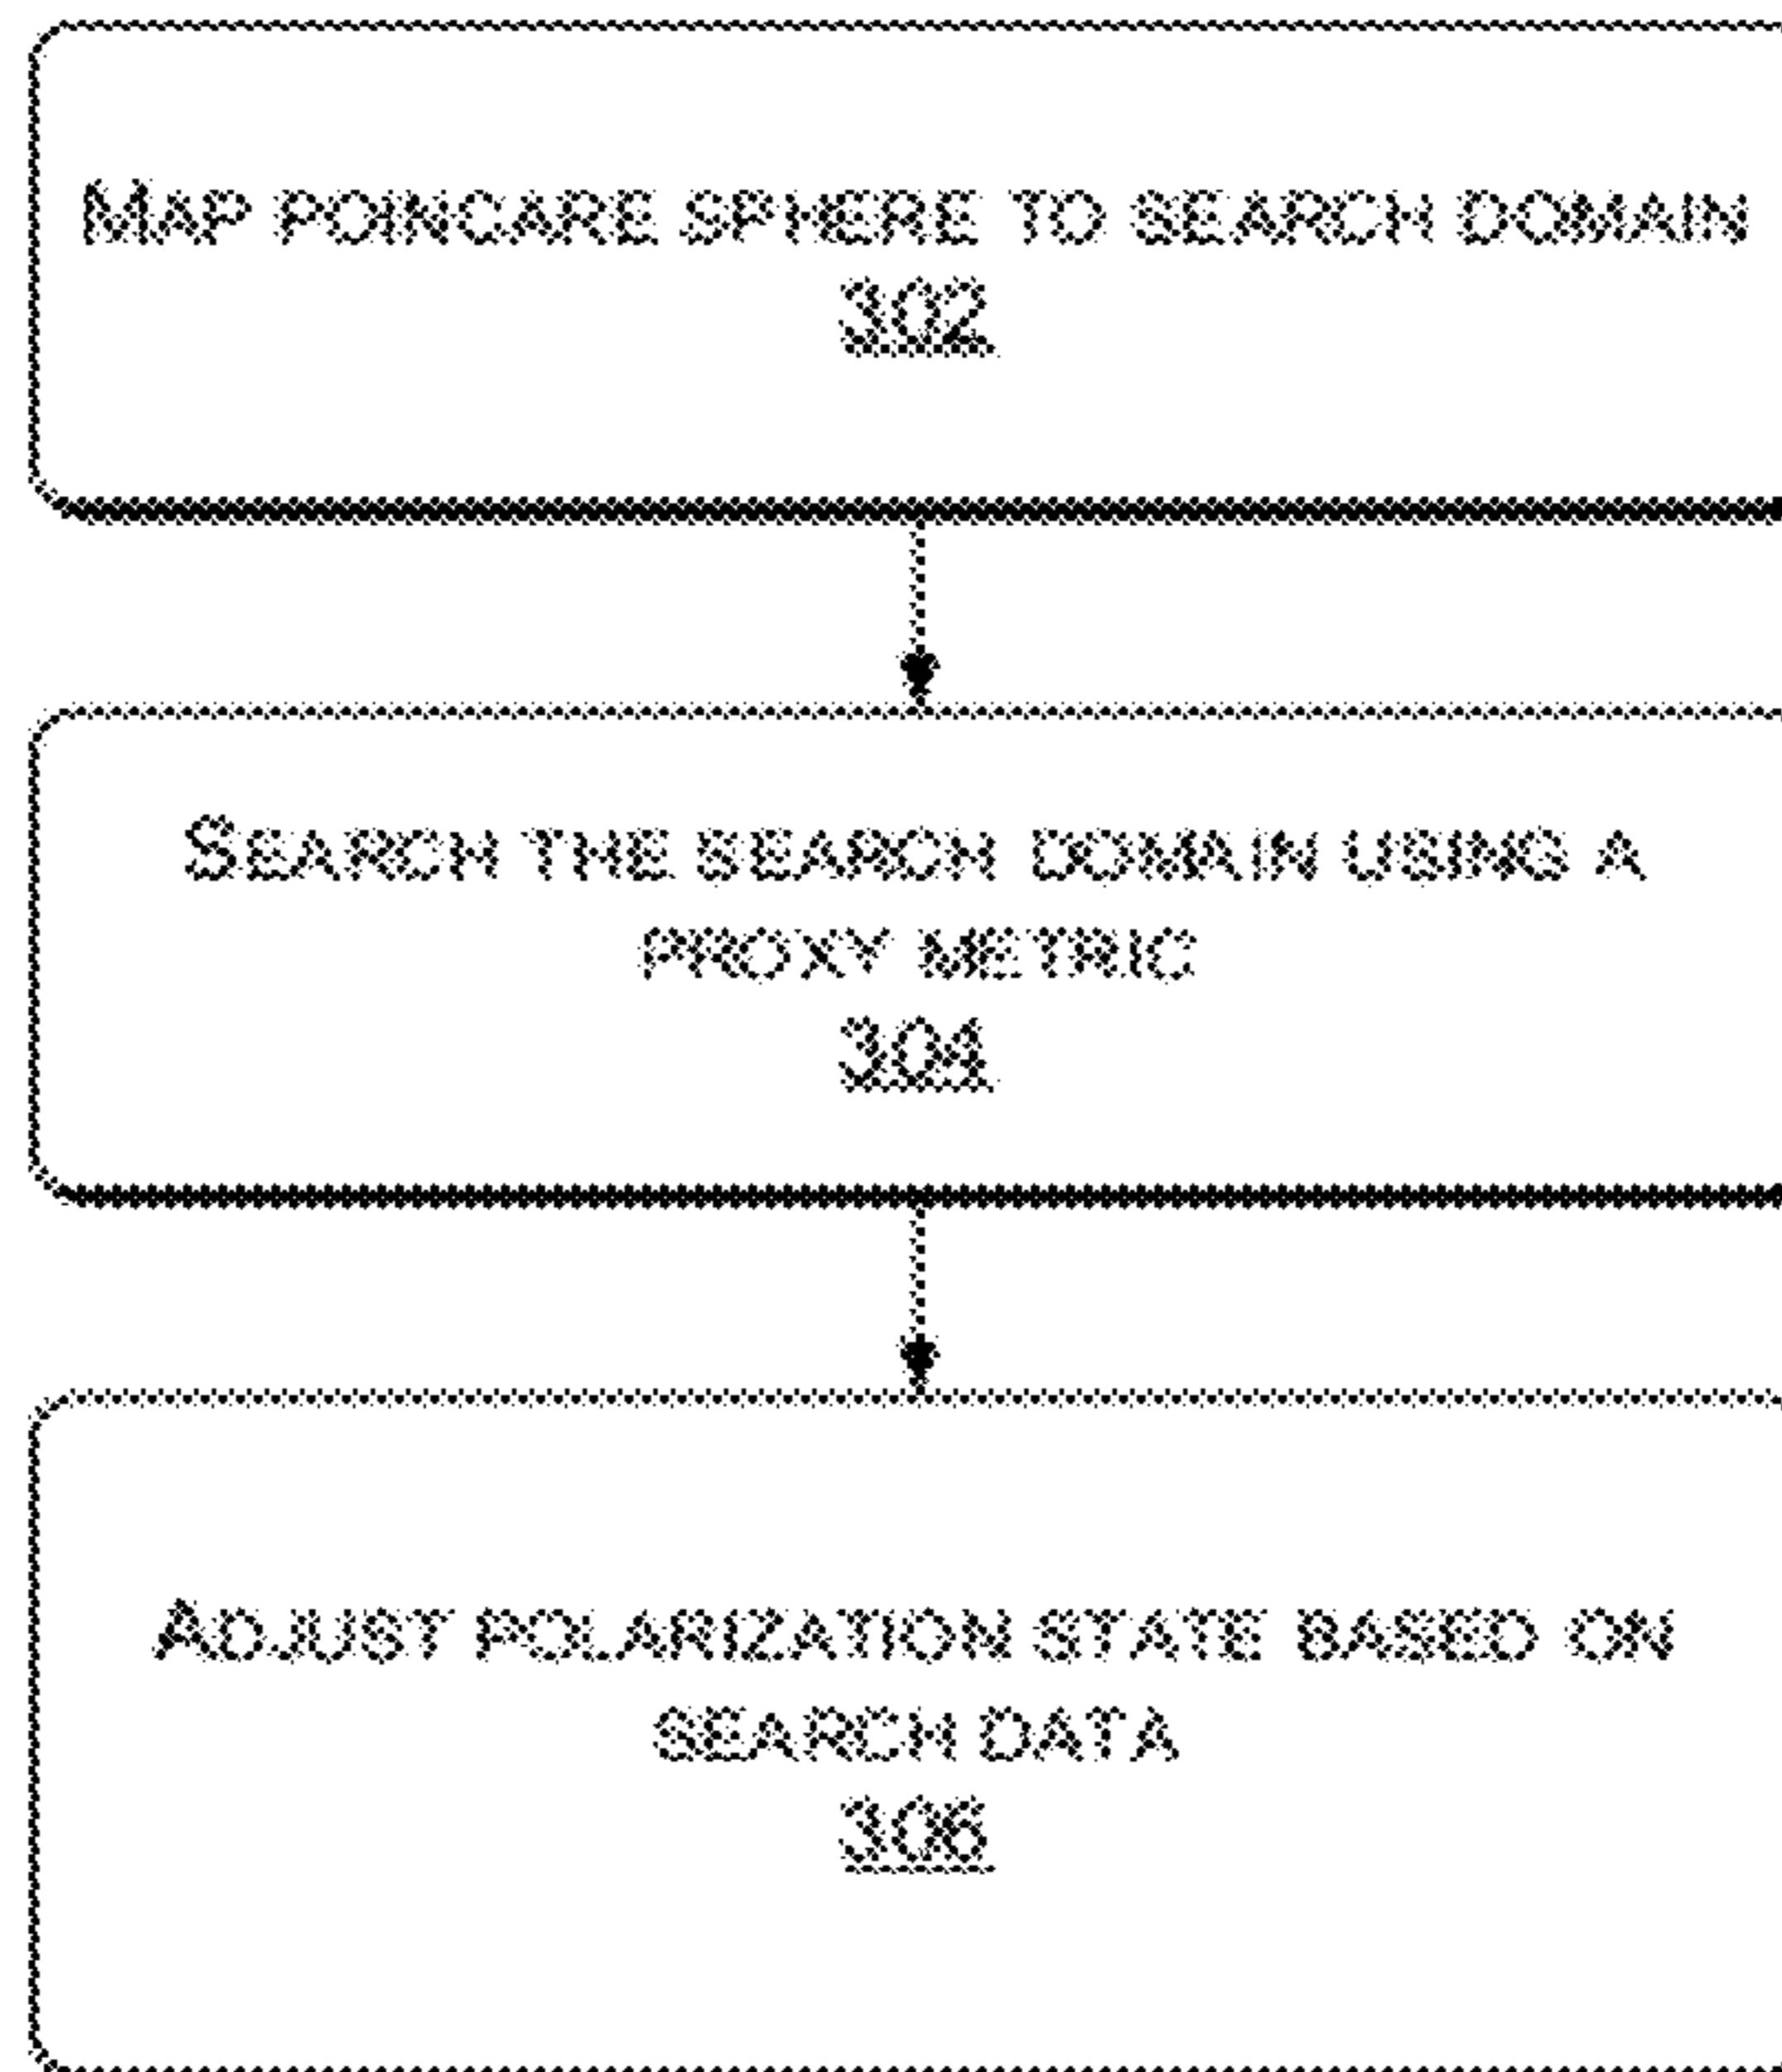 MAP POINCARE SPHERE TO SEARCH DOMAIN
302
SEARCH THE SEARCH DOMAIN USING A
PROXY METRIC
304
ADJUST POLARIZATION STATE BASED ON
SEARCH DATA
306